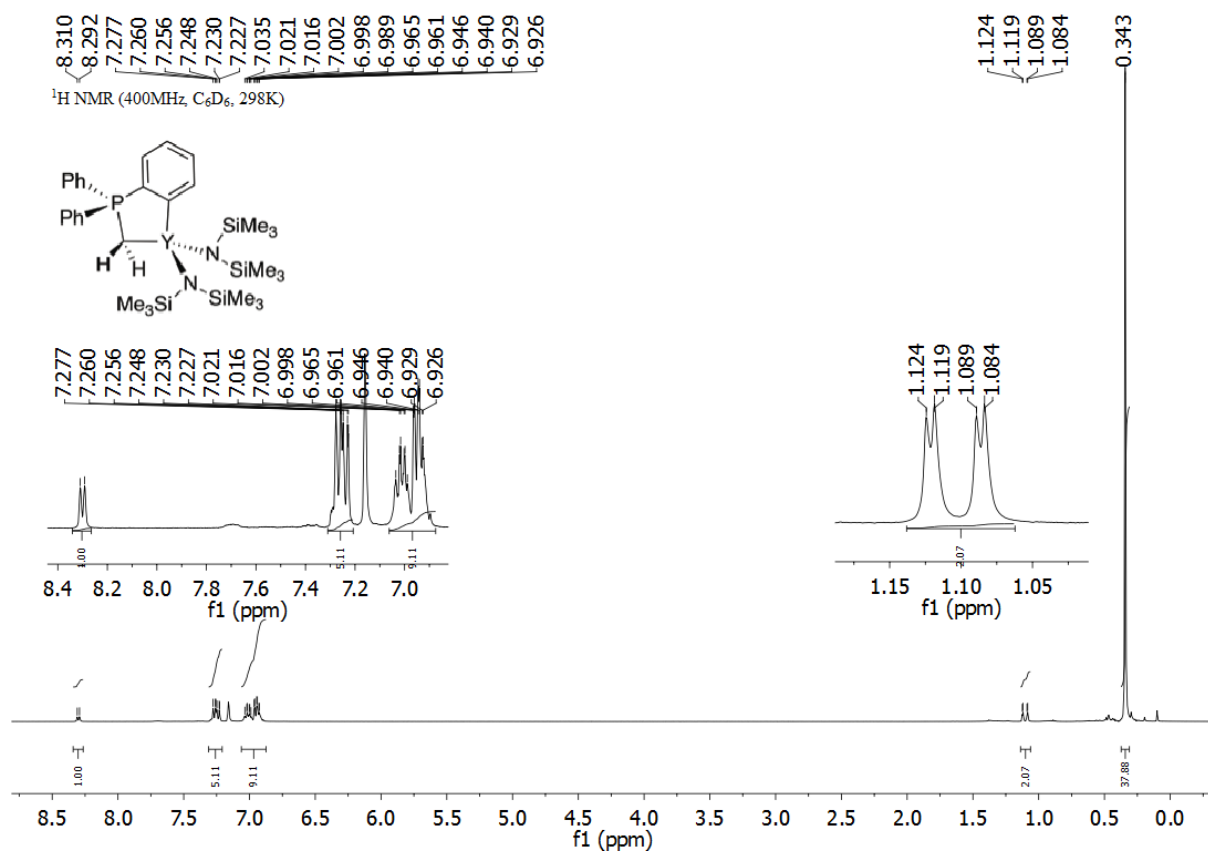 8.310 8.292 7.277 7.260 7.256 7.248 7.230 7.227 7.035 7.021 7.016 7.002 6.998 6.989 6.965 6.961 6.946 6.940 6.929 6.926
1.124 1.119 1.089 1.084
0.343
¹H NMR (400MHz, C₆D₆, 298K)
Ph
P
Ph
Y
SiMe₃
N
SiMe₃
H H
N
Me₃Si SiMe₃
7.277 7.260 7.256 7.248 7.230 7.227 7.021 7.016 7.002 6.998 6.965 6.961 6.946 6.940 6.929 6.926
1.124 1.119 1.089 1.084
1.00 5.11 9.11
8.4 8.2 8.0 7.8 7.6 7.4 7.2 7.0
f1 (ppm)
2.07
1.15 1.10 1.05
f1 (ppm)
1.00 5.11 9.11 2.07 37.88
8.5 8.0 7.5 7.0 6.5 6.0 5.5 5.0 4.5 4.0 3.5 3.0 2.5 2.0 1.5 1.0 0.5 0.0
f1 (ppm)